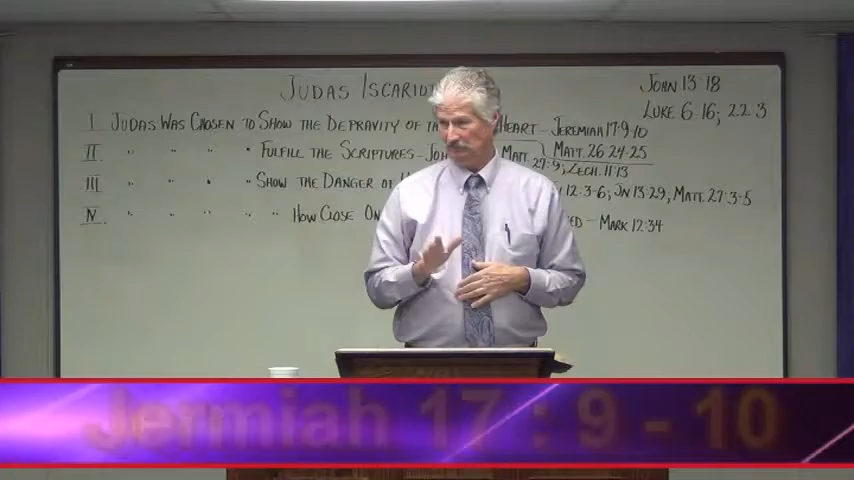 JUDAS ISCARIOT
JOHN 13:18
LUKE 6:16; 22:3
I JUDAS WAS CHOSEN TO SHOW THE DEPRAVITY OF THE HEART - JEREMIAH 17:9-10
II " " " " FULFILL THE SCRIPTURES - JOH MATT. 26:24-25
MATT. 27:9; ZECH. 11:13
III " " " " SHOW THE DANGER OF 12:3-6; JN 13:29, MATT. 27:3-5
IV " " " " HOW CLOSE ON ED - MARK 12:34
Jermiah 17 : 9 - 10